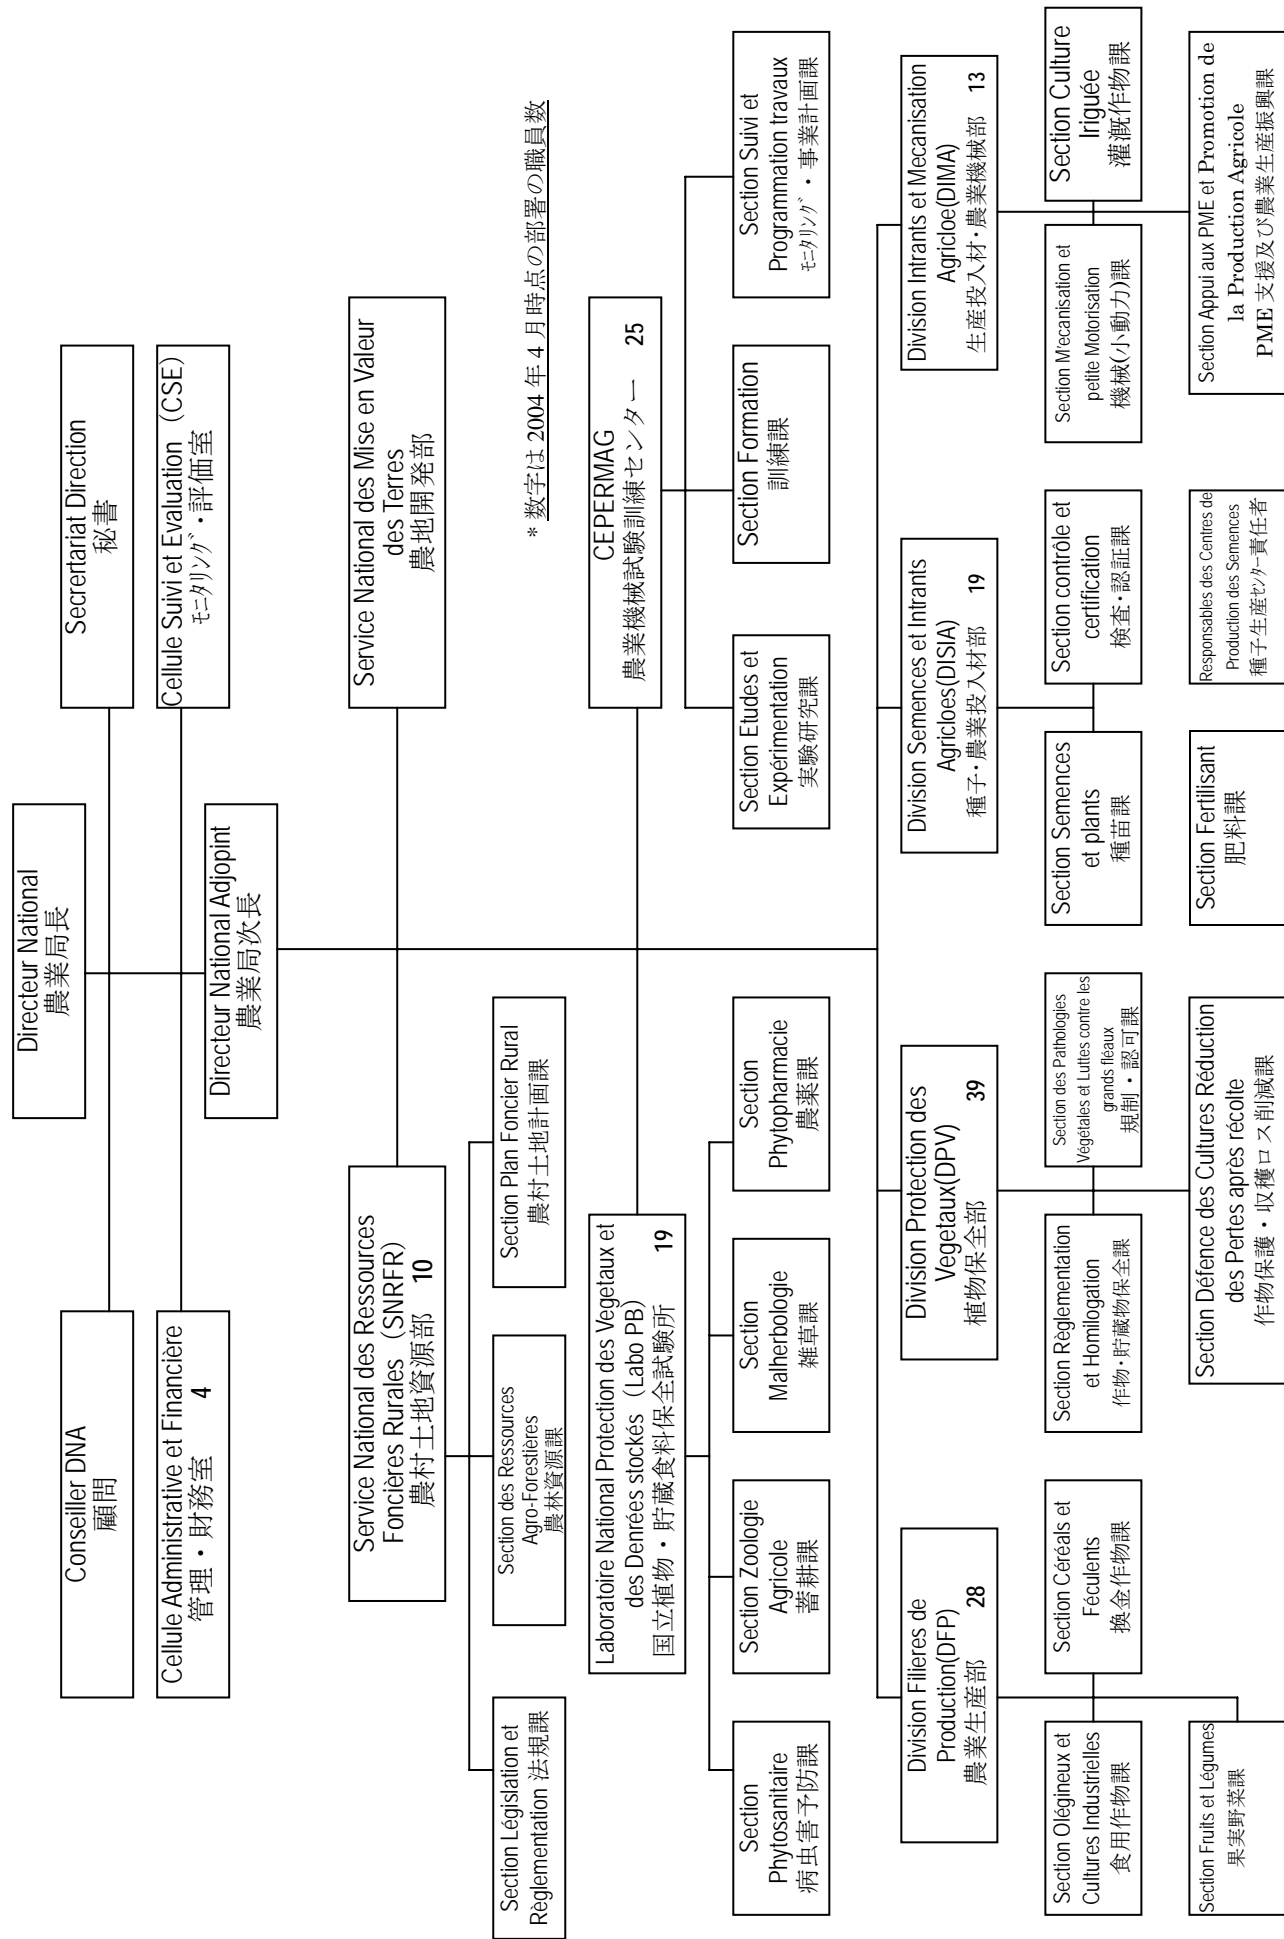 Directeur National
農業局長
Conseiller DNA
顧問
Secrertariat Direction
秘書
Cellule Administrative et Financière
管理・財務室 4
Cellule Suivi et Evaluation (CSE)
モニタリング・評価室
Directeur National Adjopint
農業局次長
Service National des Ressources
Foncières Rurales (SNRFR)
農村土地資源部 10
Service National des Mise en Valeur
des Terres
農地開発部
Section Législation et
Règlementation 法規課
Section des Ressources
Agro-Forestières
農林資源課
Section Plan Foncier Rural
農村土地計画課
* 数字は 2004 年 4 月時点の部署の職員数
Laboratoire National Protection des Vegetaux et
des Denrées stockés (Labo PB)
国立植物・貯蔵食料保全試験所 19
CEPERMAG
農業機械試験訓練センター 25
Section
Phytosanitaire
病虫害予防課
Section Zoologie
Agricole
蓄耕課
Section
Malherbologie
雑草課
Section
Phytopharmacie
農薬課
Section Etudes et
Expérimentation
実験研究課
Section Formation
訓練課
Section Suivi et
Programmation travaux
モニタリング・事業計画課
Division Filieres de
Production(DFP)
農業生産部 28
Division Protection des
Vegetaux(DPV)
植物保全部 39
Division Semences et Intrants
Agricloes(DISIA)
種子・農業投入材部 19
Division Intrants et Mecanisation
Agricloe(DIMA)
生産投入材・農業機械部 13
Section Olégineux et
Cultures Industrielles
食用作物課
Section Céréals et
Féculents
換金作物課
Section Règlementation
et Homilogation
作物・貯蔵物保全課
Section des Pathologies
Végétales et Luttes contre les
grands fléaux
規制・認可課
Section Semences
et plants
種苗課
Section contrôle et
certification
検査・認証課
Section M'ecanisation et
petite Motorisation
機械(小動力)課
Section Culture
Iriguée
灌漑作物課
Section Fruits et Légumes
果実野菜課
Section Défence des Cultures Réduction
des Pertes après récolte
作物保護・収穫ロス削減課
Section Fertilisant
肥料課
Responsables des Centres de
Production des Semences
種子生産センター責任者
Section Appui aux PME et Promotion de
la Production Agricole
PME 支援及び農業生産振興課